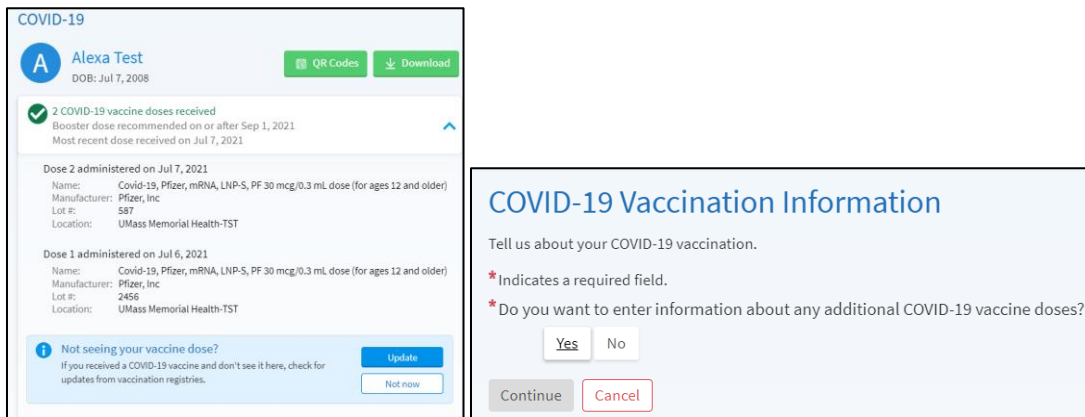 COVID-19
A
Alexa Test
DOB: Jul 7, 2008
QR Codes
Download
2 COVID-19 vaccine doses received
Booster dose recommended on or after Sep 1, 2021
Most recent dose received on Jul 7, 2021
Dose 2 administered on Jul 7, 2021
Name: Covid-19, Pfizer, mRNA, LNP-S, PF 30 mcg/0.3 mL dose (for ages 12 and older)
Manufacturer: Pfizer, Inc
Lot #: 587
Location: UMass Memorial Health-TST
Dose 1 administered on Jul 6, 2021
Name: Covid-19, Pfizer, mRNA, LNP-S, PF 30 mcg/0.3 mL dose (for ages 12 and older)
Manufacturer: Pfizer, Inc
Lot #: 2456
Location: UMass Memorial Health-TST
Not seeing your vaccine dose?
If you received a COVID-19 vaccine and don't see it here, check for
updates from vaccination registries.
Update
Not now
COVID-19 Vaccination Information
Tell us about your COVID-19 vaccination.
*Indicates a required field.
*Do you want to enter information about any additional COVID-19 vaccine doses?
Yes No
Continue Cancel